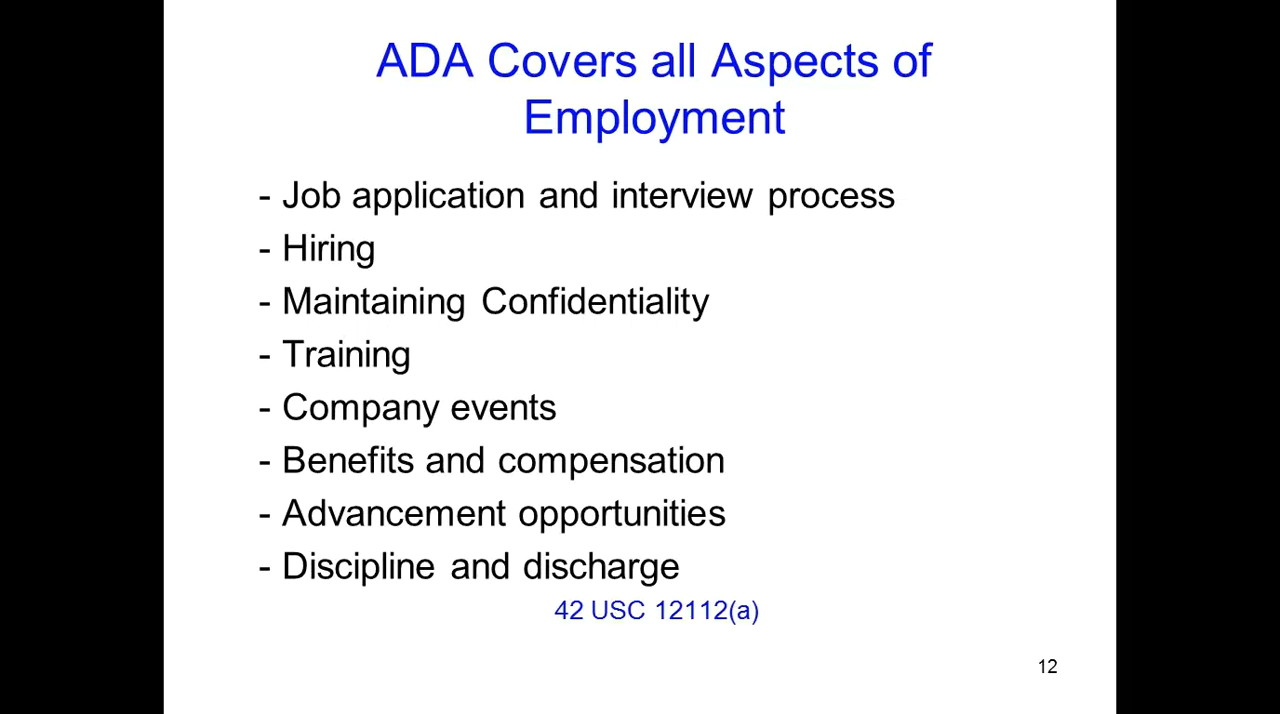 ADA Covers all Aspects of
Employment
- Job application and interview process
- Hiring
- Maintaining Confidentiality
- Training
- Company events
- Benefits and compensation
- Advancement opportunities
- Discipline and discharge
42 USC 12112(a)
12